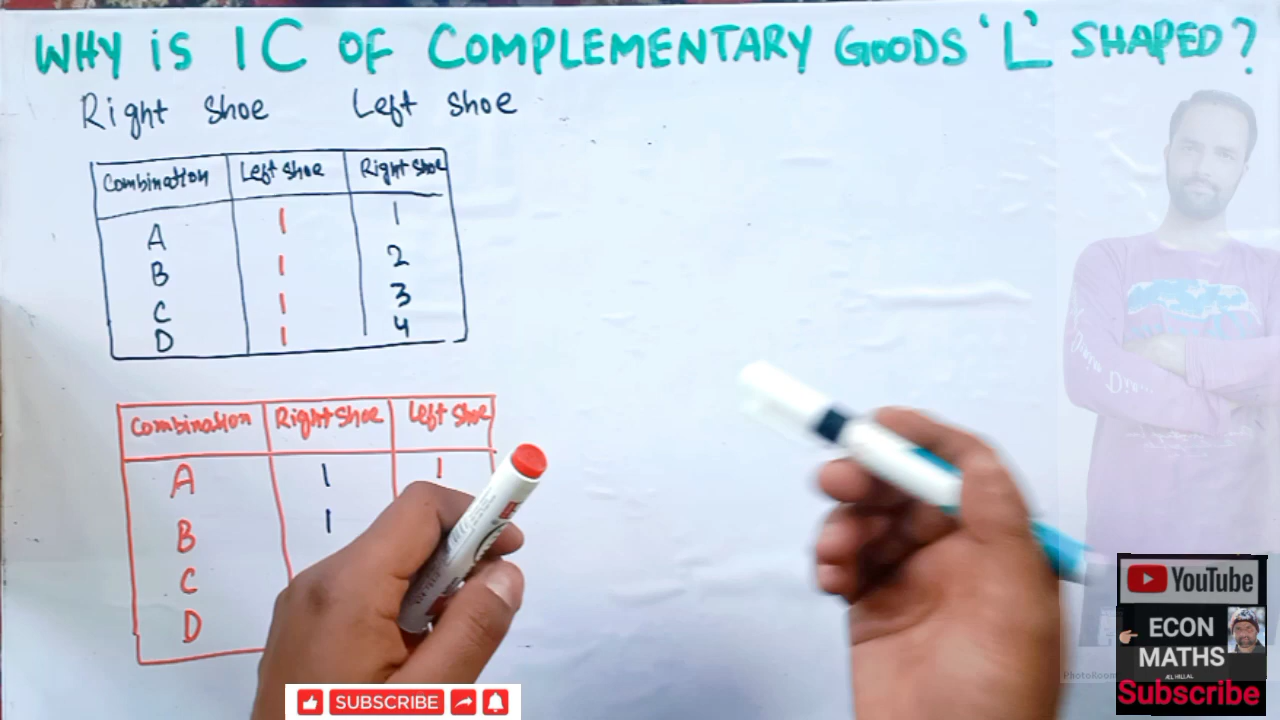 WHY IS IC OF COMPLEMENTARY GOODS 'L' SHAPED?
Right Shoe Left Shoe
Combination Left Shoe Right Shoe
A 1 1
B 1 2
C 1 3
D 1 4
Combination Right Shoe Left Shoe
A 1 1
B 1
C
D
YouTube
ECON
MATHS
Subscribe
SUBSCRIBE